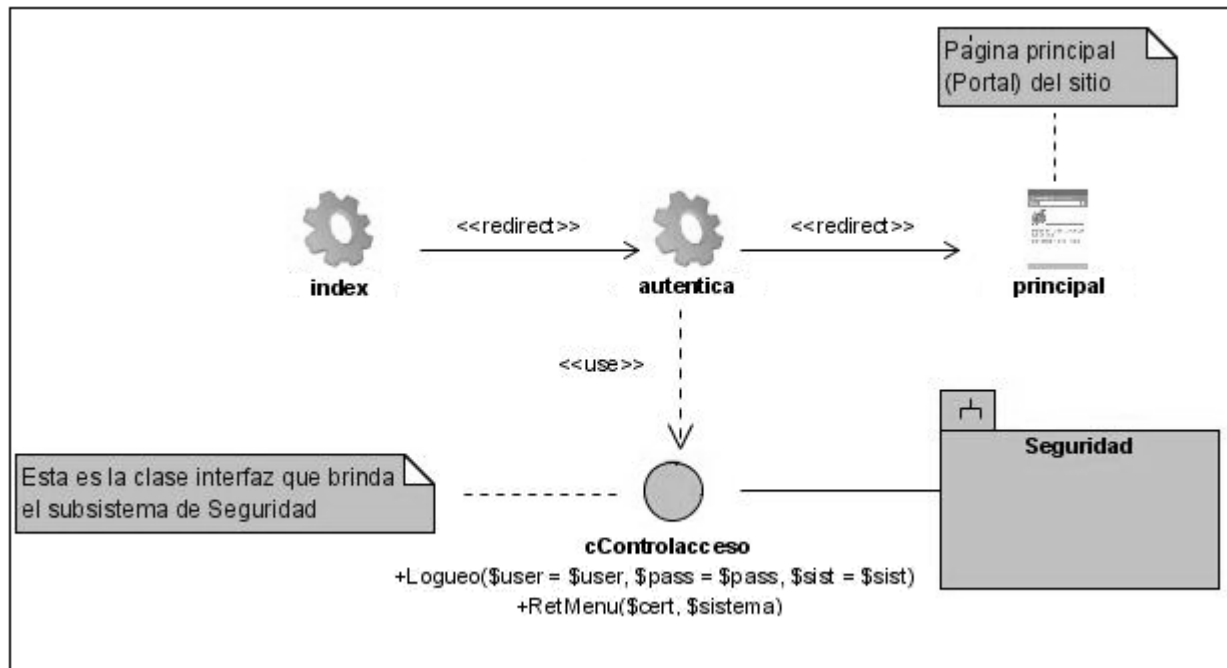 Página principal
(Portal) del sitio
<<redirect>>
<<redirect>>
index
autentica
principal
<<use>>
Seguridad
Esta es la clase interfaz que brinda
el subsistema de Seguridad
cControlacceso
+Logueo($user = $user, $pass = $pass, $sist = $sist)
+RetMenu($cert, $sistema)